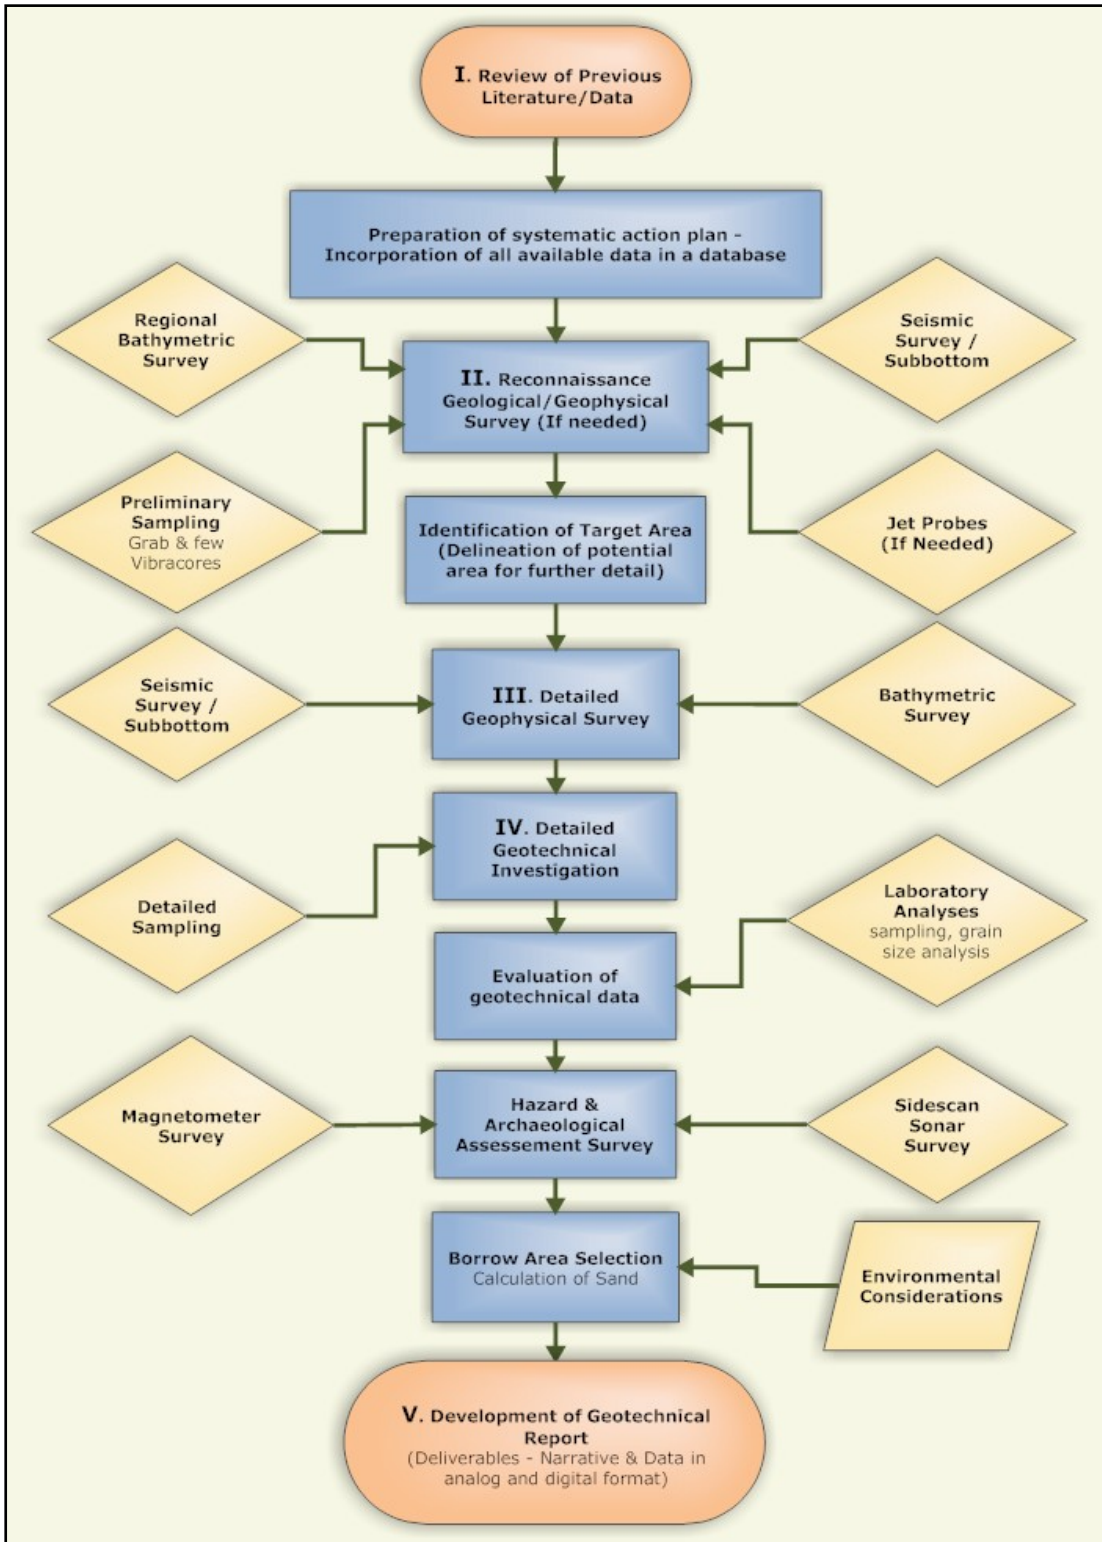 I. Review of Previous
Literature/Data
Preparation of systematic action plan -
Incorporation of all available data in a database
Regional
Bathymetric
Survey
Seismic
Survey /
Subbottom
II. Reconnaissance
Geological/Geophysical
Survey (If needed)
Preliminary
Sampling
Grab & few
Vibracores
Jet Probes
(If Needed)
Identification of Target Area
(Delineation of potential
area for further detail)
Seismic
Survey /
Subbottom
III. Detailed
Geophysical Survey
Bathymetric
Survey
IV. Detailed
Geotechnical
Investigation
Detailed
Sampling
Laboratory
Analyses
sampling, grain
size analysis
Evaluation of
geotechnical data
Magnetometer
Survey
Hazard &
Archaeological
Assessement Survey
Sidescan
Sonar
Survey
Borrow Area Selection
Calculation of Sand
Environmental
Considerations
V. Development of Geotechnical
Report
(Deliverables - Narrative & Data in
analog and digital format)